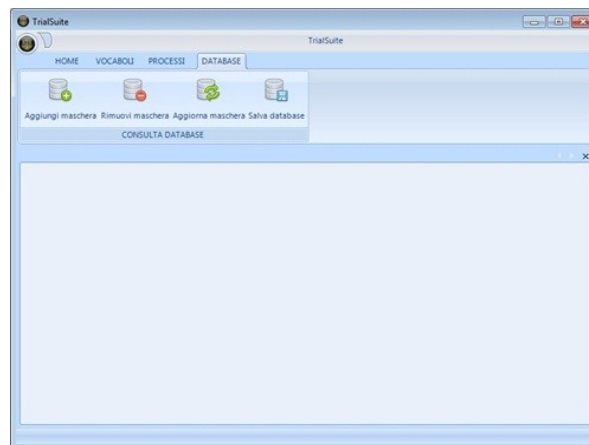 TrialSuite
TrialSuite
HOME VOCABOLI PROCESSI DATABASE
Aggiungi maschera Rimuovi maschera Aggiorna maschera Salva database
CONSULTA DATABASE